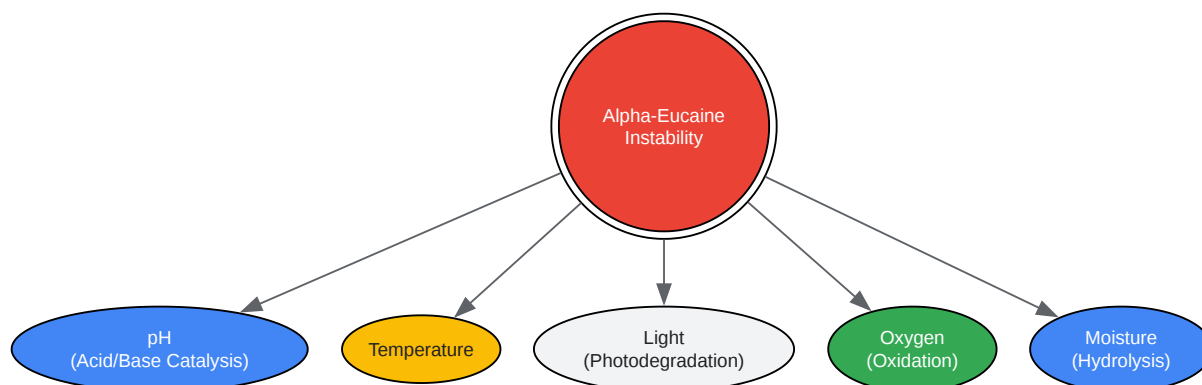 Alpha-Eucaine
Instability
pH
(Acid/Base Catalysis)
Temperature
Light
(Photodegradation)
Oxygen
(Oxidation)
Moisture
(Hydrolysis)